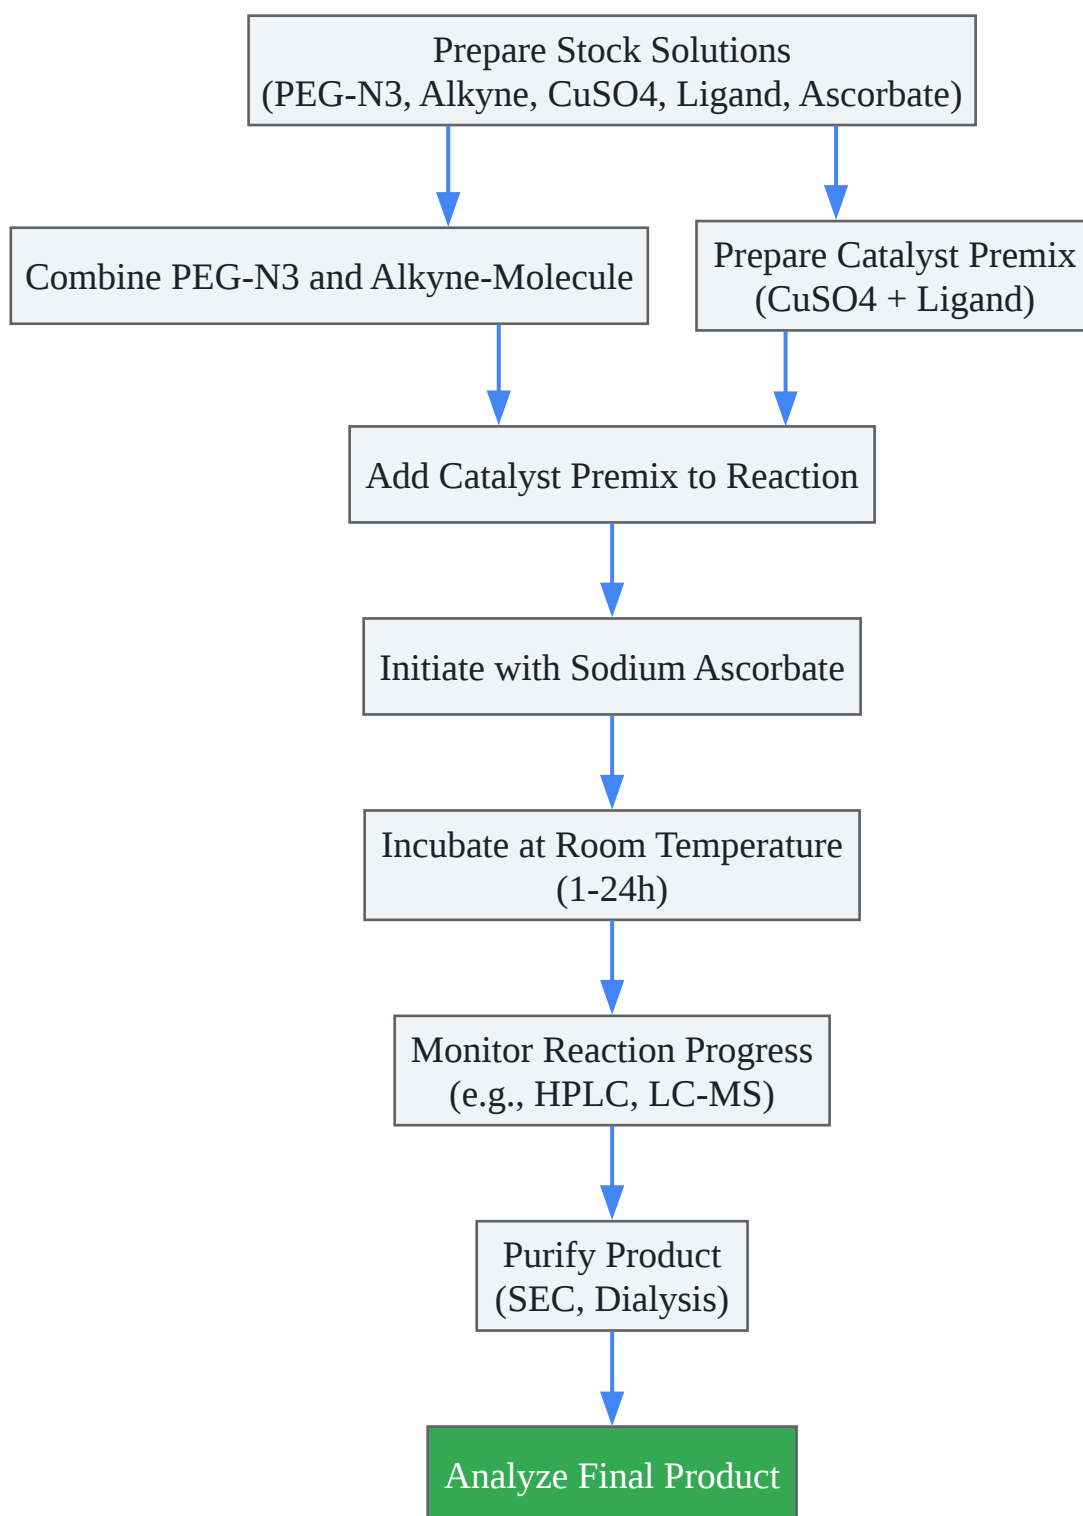 Prepare Stock Solutions
(PEG-N3, Alkyne, CuSO4, Ligand, Ascorbate)
Combine PEG-N3 and Alkyne-Molecule
Prepare Catalyst Premix
(CuSO4 + Ligand)
Add Catalyst Premix to Reaction
Initiate with Sodium Ascorbate
Incubate at Room Temperature
(1-24h)
Monitor Reaction Progress
(e.g., HPLC, LC-MS)
Purify Product
(SEC, Dialysis)
Analyze Final Product